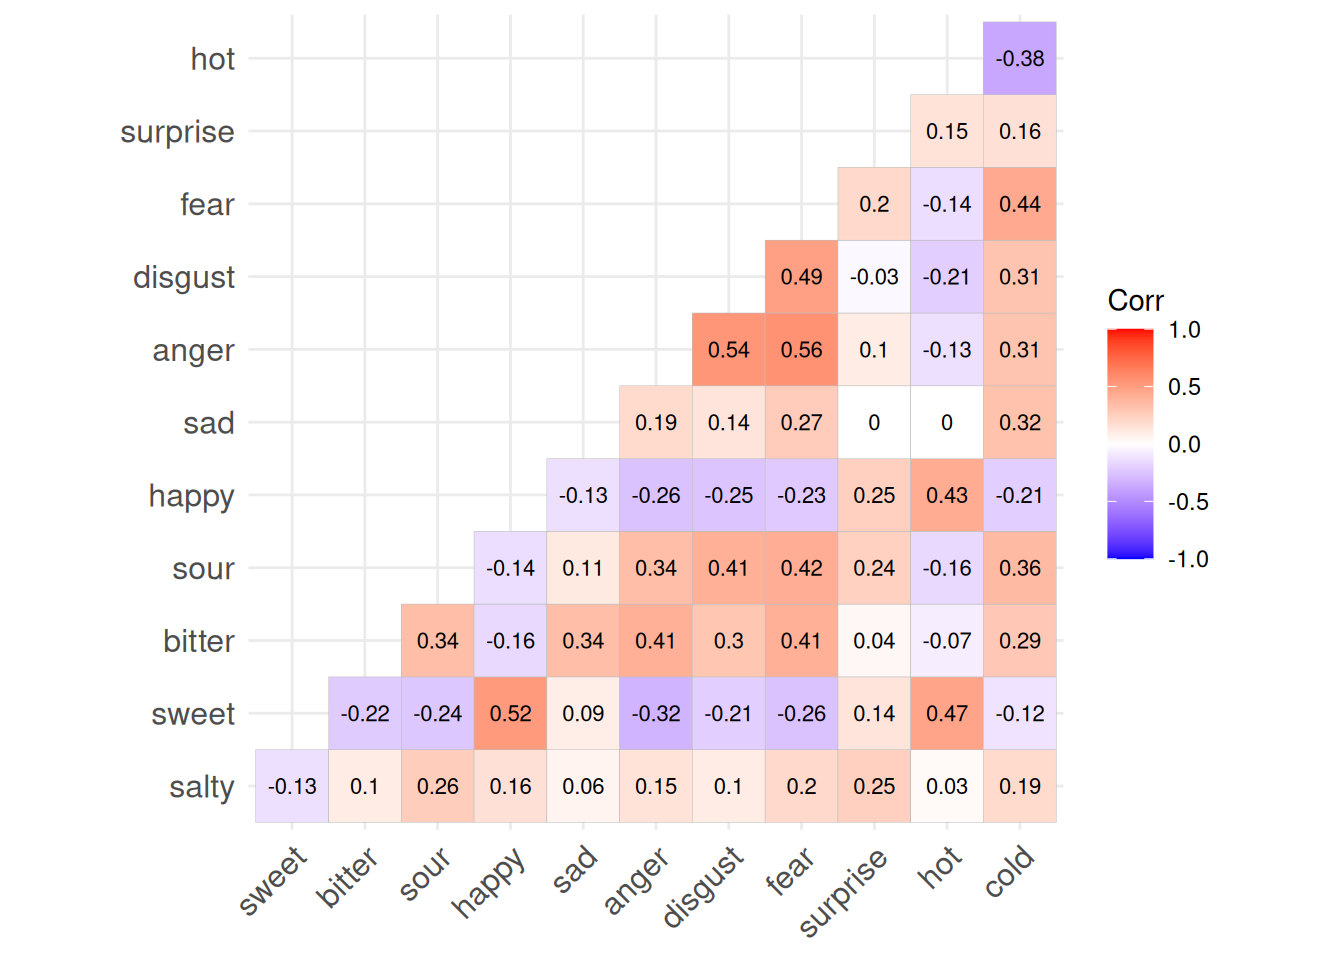 hot -0.38
surprise 0.15 0.16
fear 0.2 -0.14 0.44
disgust 0.49 -0.03 -0.21 0.31
anger 0.54 0.56 0.1 -0.13 0.31
sad 0.19 0.14 0.27 0 0 0.32
happy -0.13 -0.26 -0.25 -0.23 0.25 0.43 -0.21
sour -0.14 0.11 0.34 0.41 0.42 0.24 -0.16 0.36
bitter 0.34 -0.16 0.34 0.41 0.3 0.41 0.04 -0.07 0.29
sweet -0.22 -0.24 0.52 0.09 -0.32 -0.21 -0.26 0.14 0.47 -0.12
salty -0.13 0.1 0.26 0.16 0.06 0.15 0.1 0.2 0.25 0.03 0.19
sweet bitter sour happy sad anger disgust fear surprise hot cold
Corr
1.0
0.5
0.0
-0.5
-1.0